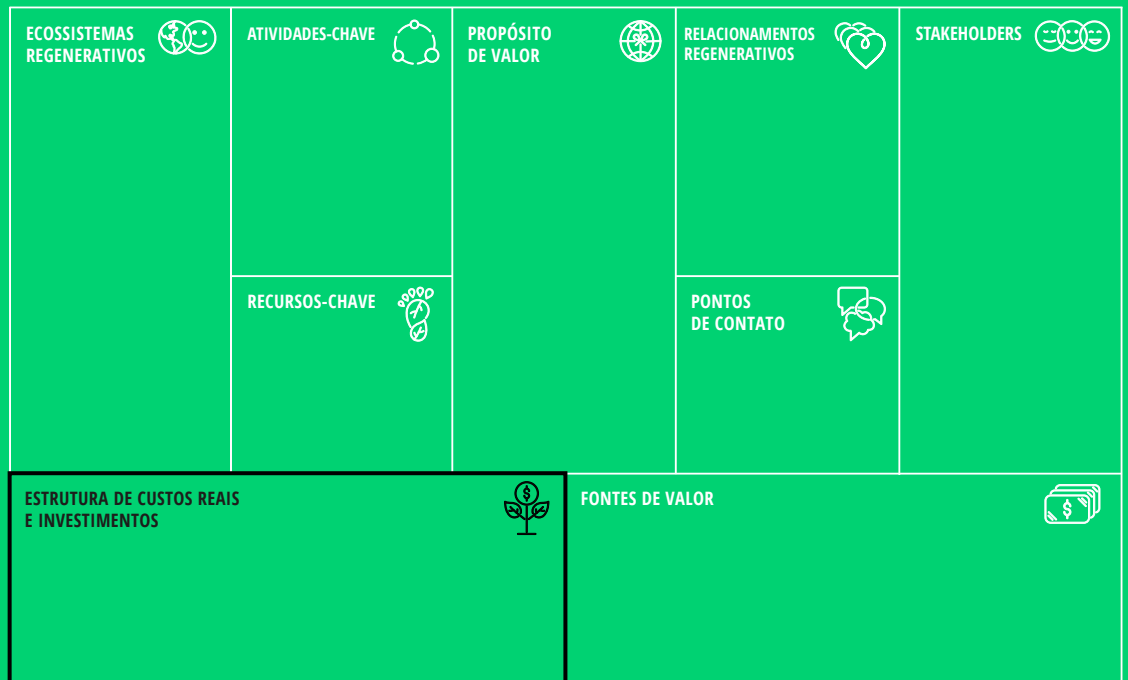 ECOSSISTEMAS
REGENERATIVOS
ATIVIDADES-CHAVE
PROPÓSITO
DE VALOR
RELACIONAMENTOS
REGENERATIVOS
STAKEHOLDERS
RECURSOS-CHAVE
PONTOS
DE CONTATO
ESTRUTURA DE CUSTOS REAIS
E INVESTIMENTOS
$
FONTES DE VALOR
$